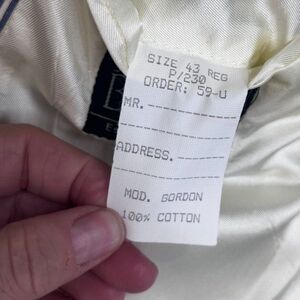 SIZE 43 REG
P/230
ORDER: 59-U
MR.
ADDRESS.
MOD. GORDON
100% COTTON